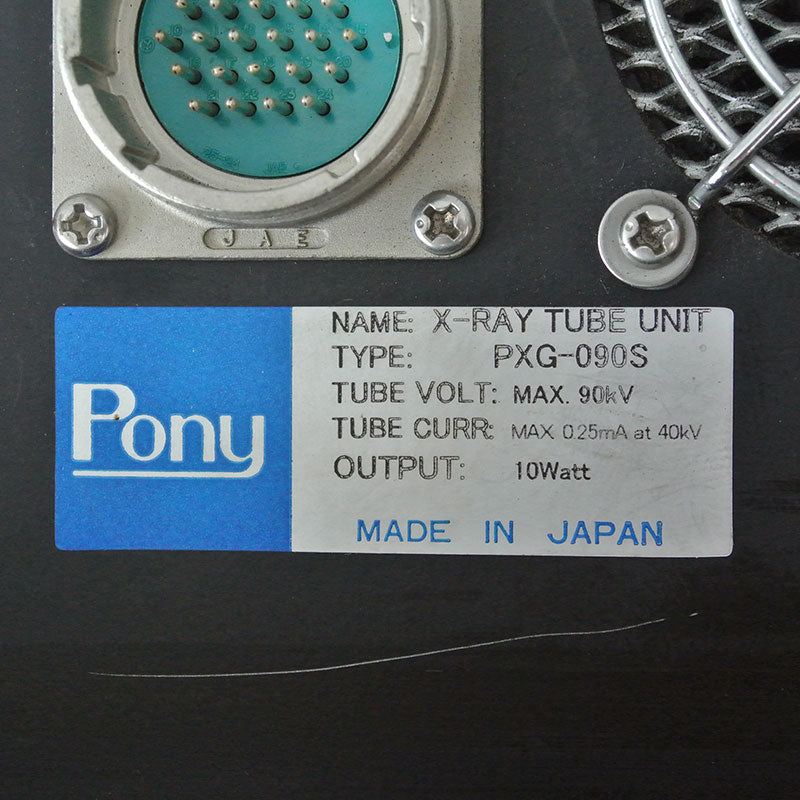 JAE
Pony
NAME: X-RAY TUBE UNIT
TYPE: PXG-090S
TUBE VOLT: MAX. 90kV
TUBE CURR: MAX. 0.25mA at 40kV
OUTPUT: 10Watt
MADE IN JAPAN